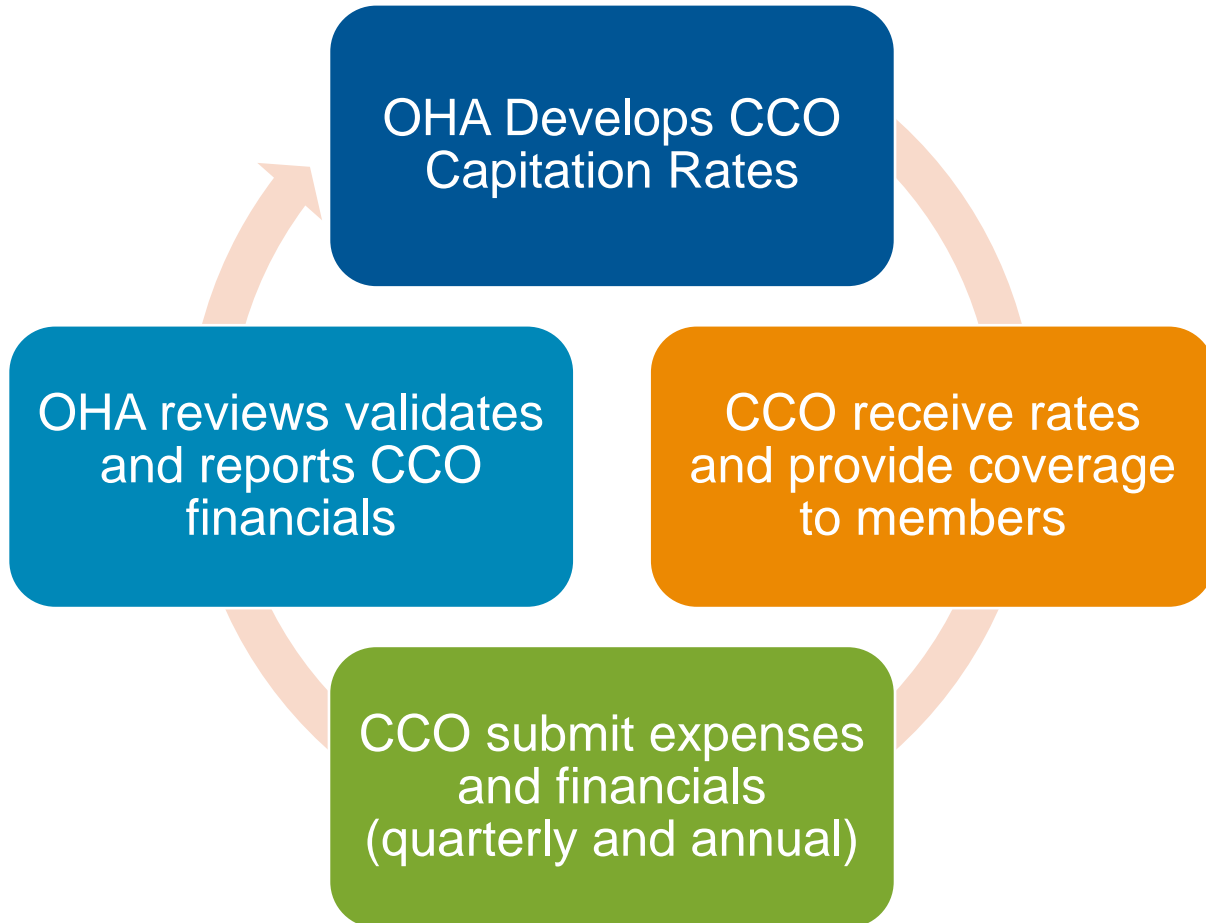 OHA Develops CCO
Capitation Rates
CCO receive rates
and provide coverage
to members
CCO submit expenses
and financials
(quarterly and annual)
OHA reviews validates
and reports CCO
financials